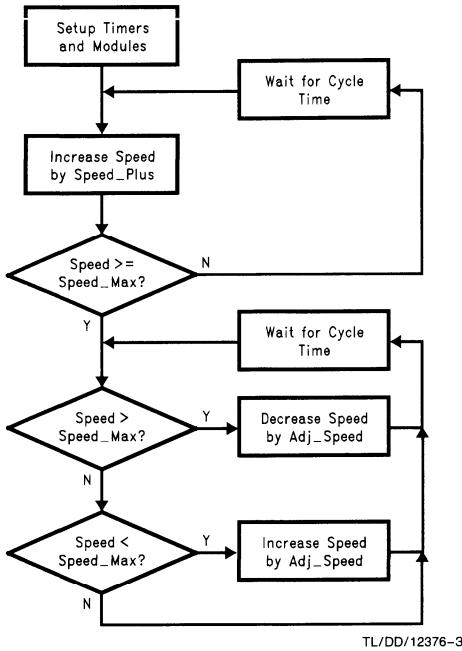 Setup Timers
and Modules
Wait for Cycle
Time
Increase Speed
by Speed_Plus
Speed >=
Speed_Max?
N
Y
Wait for Cycle
Time
Speed >
Speed_Max?
Y
Decrease Speed
by Adj_Speed
N
Speed <
Speed_Max?
Y
Increase Speed
by Adj_Speed
N
TL/DD/12376-3